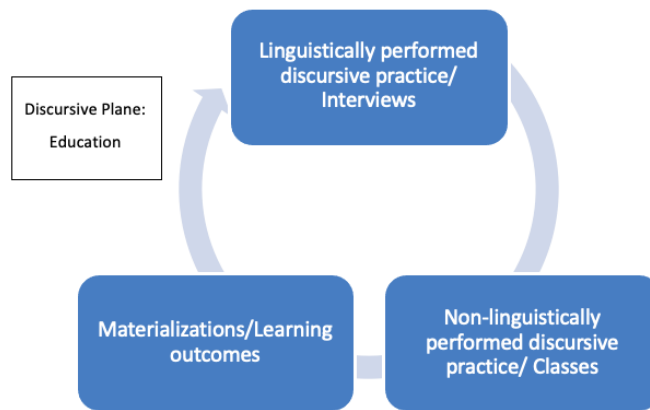 Linguistically performed
discursive practice/
Interviews
Discursive Plane:
Education
Materializations/Learning
outcomes
Non-linguistically
performed discursive
practice/ Classes